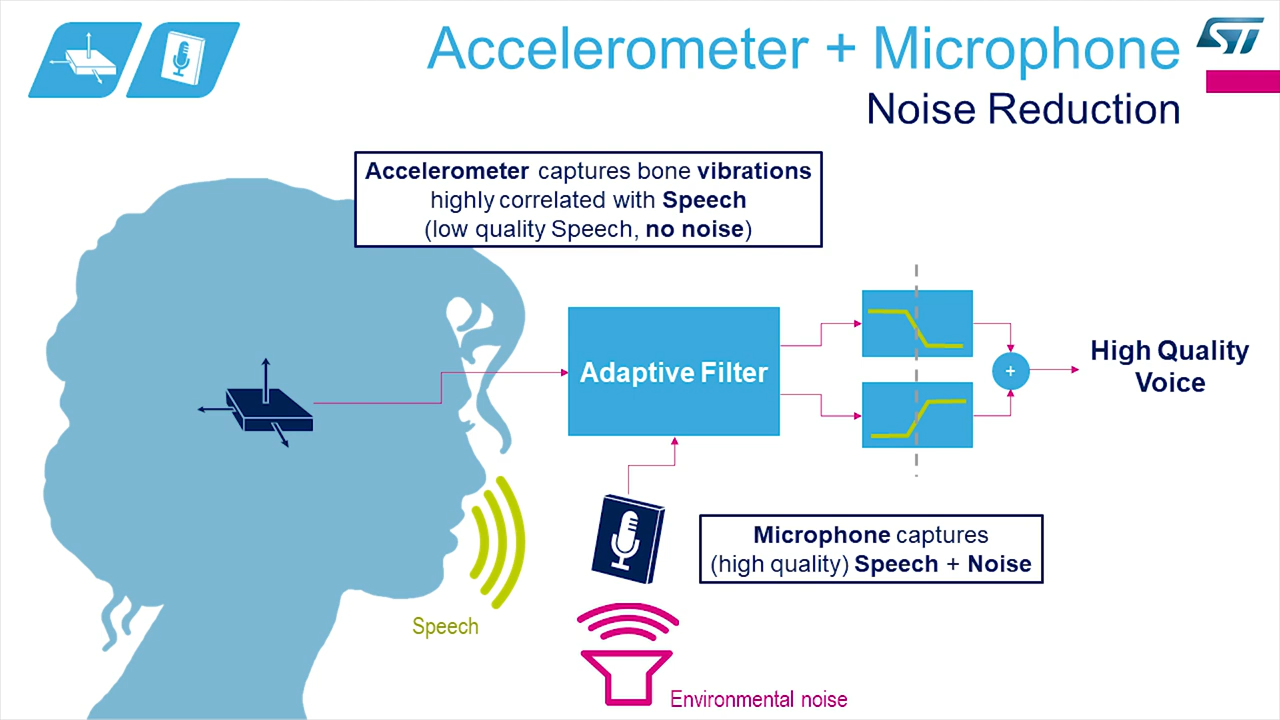 Accelerometer + Microphone
ST
Noise Reduction
Accelerometer captures bone vibrations
highly correlated with Speech
(low quality Speech, no noise)
Adaptive Filter
+
High Quality
Voice
Microphone captures
(high quality) Speech + Noise
Speech
Environmental noise